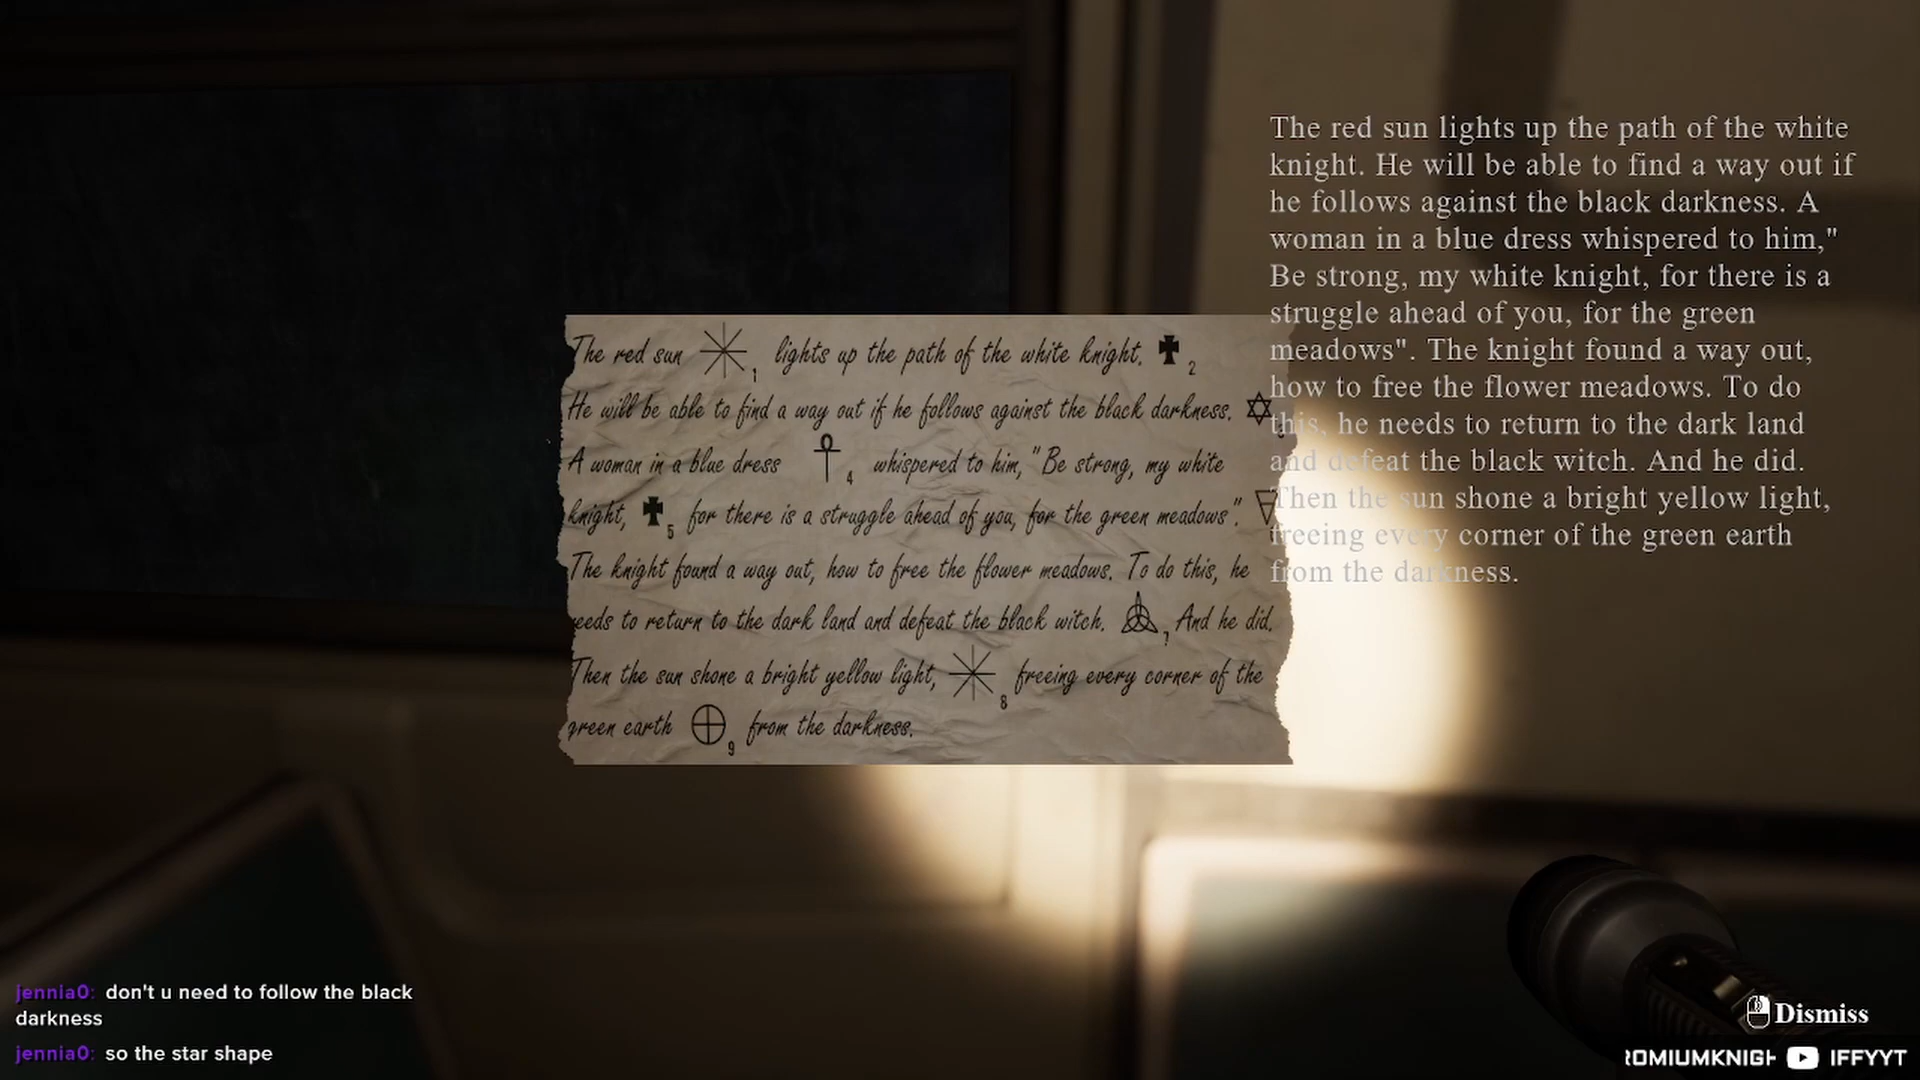 The red sun lights up the path of the white
knight. He will be able to find a way out if
he follows against the black darkness. A
woman in a blue dress whispered to him,"
Be strong, my white knight, for there is a
struggle ahead of you, for the green
meadows". The knight found a way out,
how to free the flower meadows. To do
this, he needs to return to the dark land
and defeat the black witch. And he did.
Then the sun shone a bright yellow light,
freeing every corner of the green earth
from the darkness.
The red sun 1 lights up the path of the white knight. 2
He will be able to find a way out if he follows against the black darkness.
A woman in a blue dress 4 whispered to him, "Be strong, my white
knight, 5 for there is a struggle ahead of you, for the green meadows".
The knight found a way out, how to free the flower meadows. To do this, he
eeds to return to the dark land and defeat the black witch. 7 And he did.
Then the sun shone a bright yellow light, 8 freeing every corner of the
green earth 9 from the darkness.
jennia0: don't u need to follow the black
darkness
jennia0: so the star shape
Dismiss
ROMIUMKNIGH IFFYYT